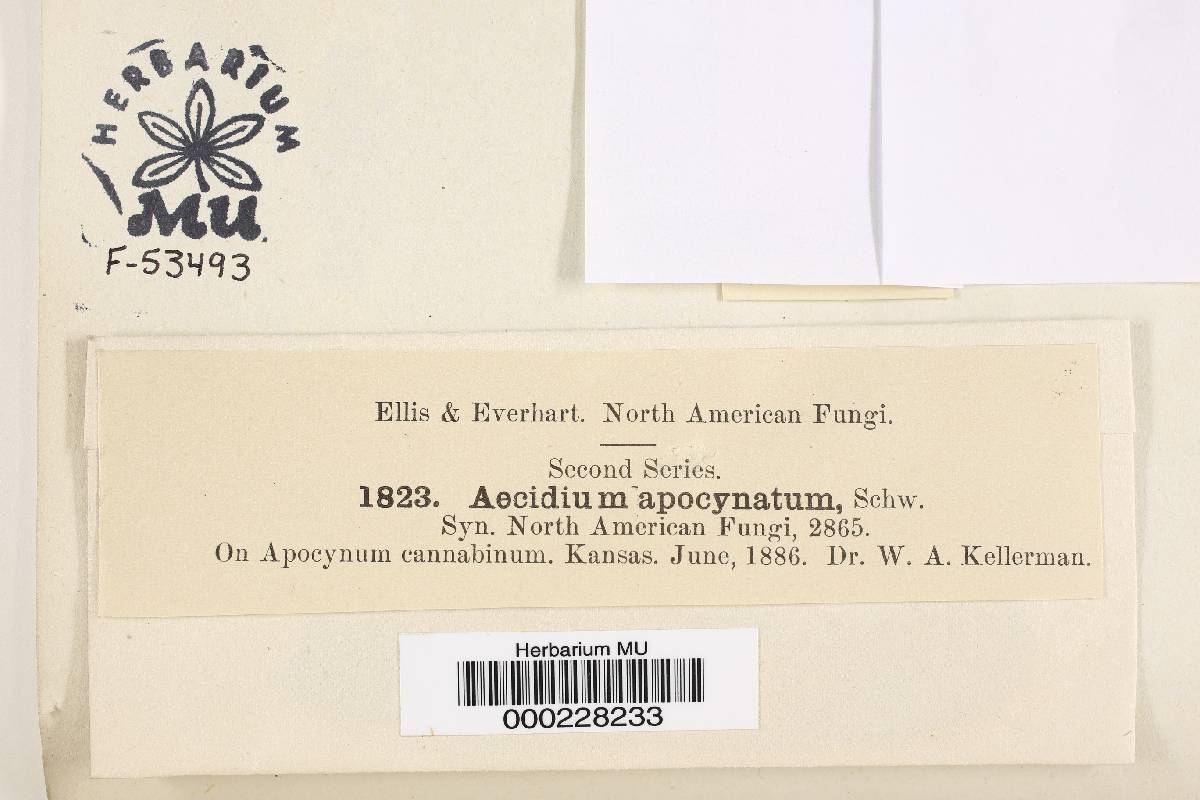 HERBARIUM
MU
F-53493
Ellis & Everhart. North American Fungi.
Second Series.
1823. Aecidium apocynatum, Schw.
Syn. North American Fungi, 2865.
On Apocynum cannabinum. Kansas. June, 1886. Dr. W. A. Kellerman.
Herbarium MU
000228233